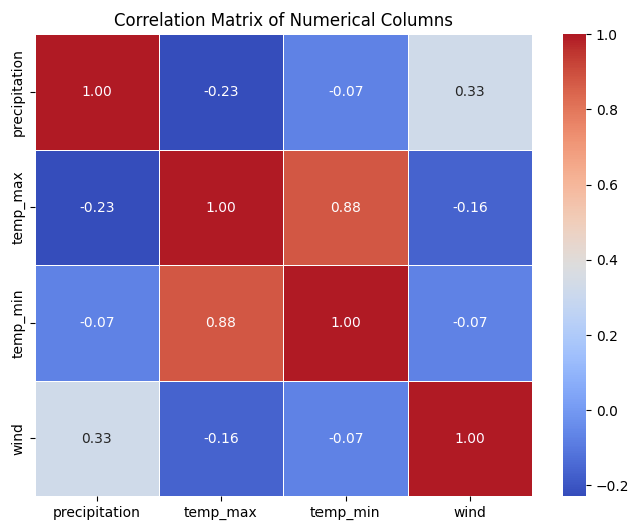 Correlation Matrix of Numerical Columns
precipitation 1.00 -0.23 -0.07 0.33
temp_max -0.23 1.00 0.88 -0.16
temp_min -0.07 0.88 1.00 -0.07
wind 0.33 -0.16 -0.07 1.00
precipitation temp_max temp_min wind
1.0
0.8
0.6
0.4
0.2
0.0
−0.2